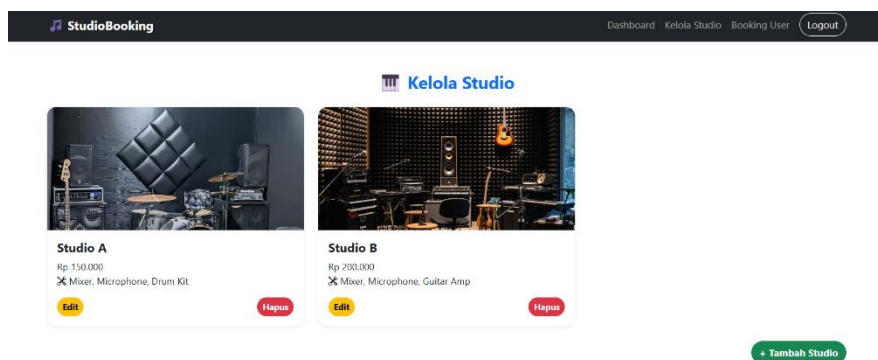 StudioBooking
Dashboard Kelola Studio Booking User Logout
Kelola Studio
Studio A
Rp 150.000
Mixer, Microphone, Drum Kit
Edit Hapus
Studio B
Rp 200.000
Mixer, Microphone, Guitar Amp
Edit Hapus
+ Tambah Studio